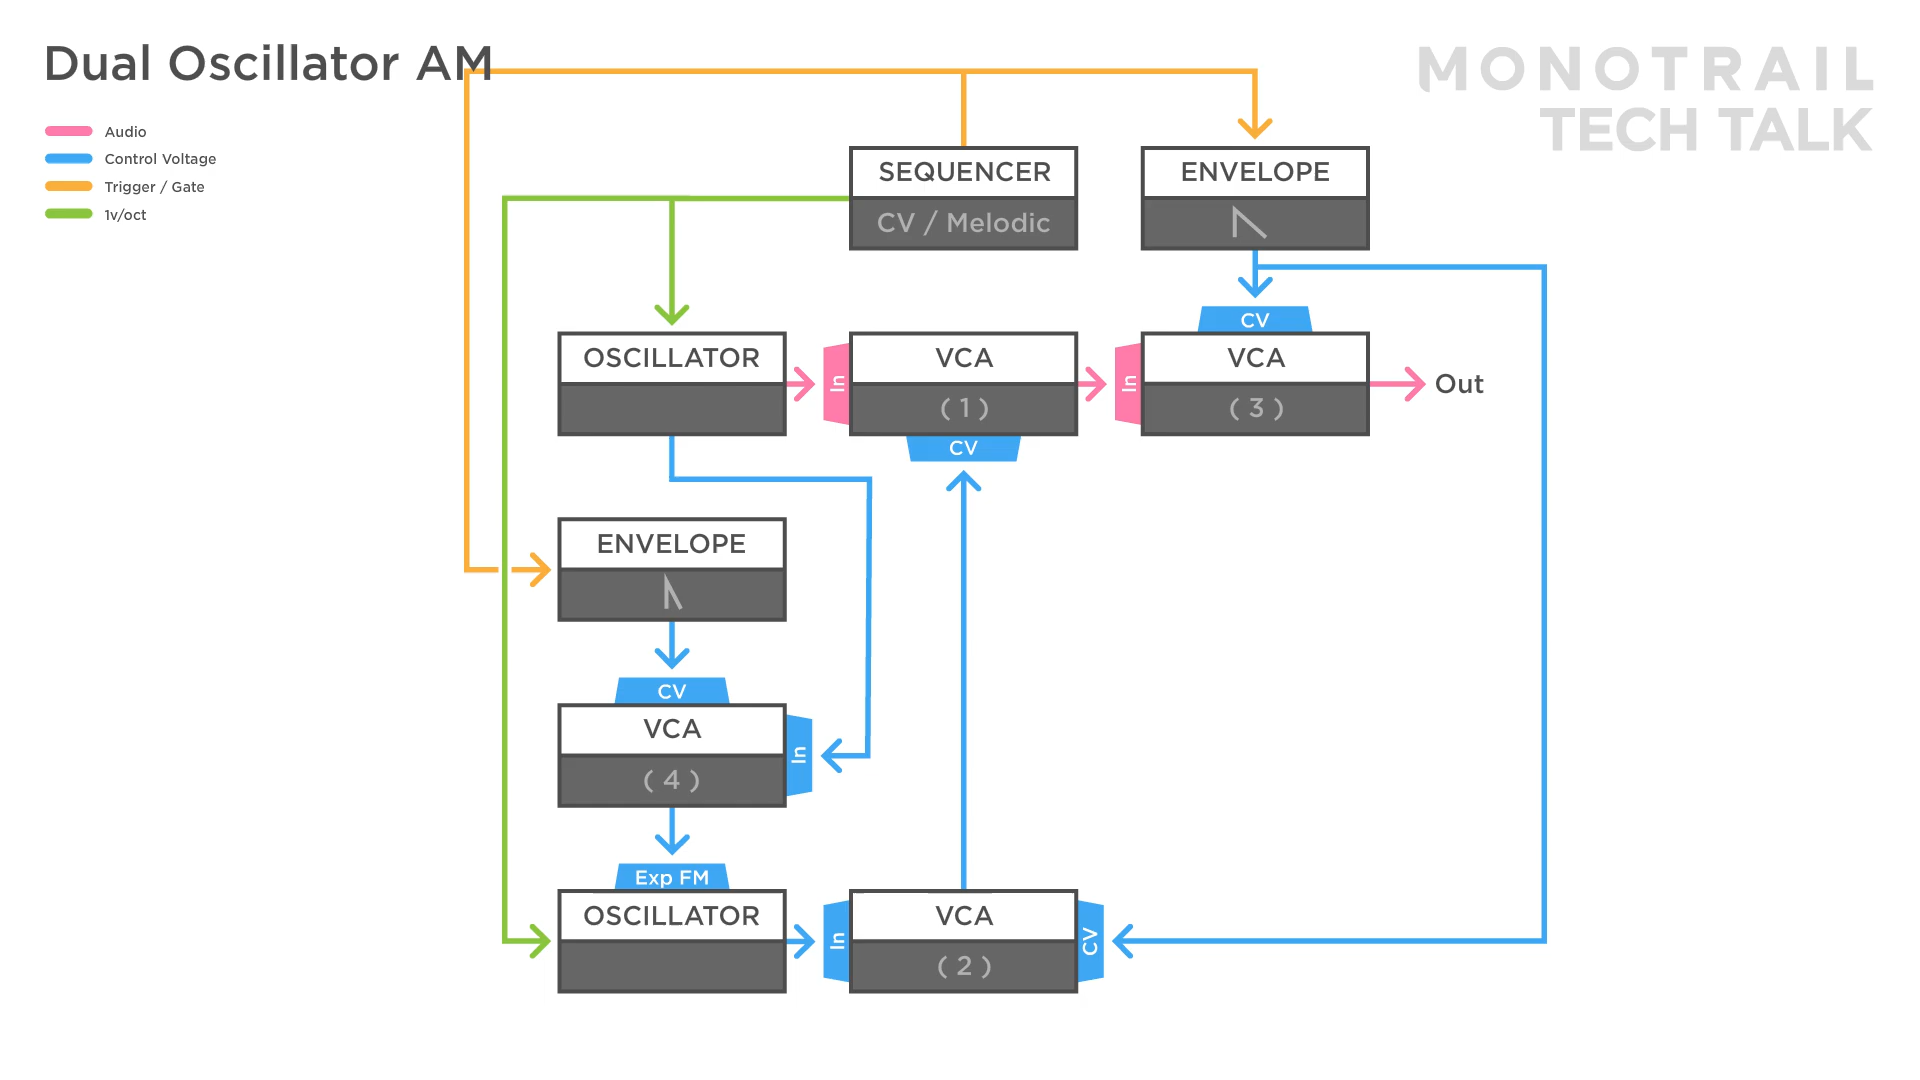 Dual Oscillator AM
MONOTRAIL
TECH TALK
Audio
Control Voltage
Trigger / Gate
1v/oct
SEQUENCER
CV / Melodic
ENVELOPE
CV
OSCILLATOR
In
VCA
( 1 )
CV
In
VCA
( 3 )
Out
ENVELOPE
CV
VCA
( 4 )
In
Exp FM
OSCILLATOR
In
VCA
( 2 )
CV